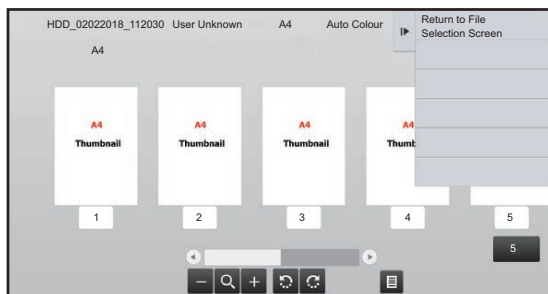 HDD_02022018_112030 User Unknown A4 Auto Colour
A4
Return to File
Selection Screen
A4
Thumbnail
A4
Thumbnail
A4
Thumbnail
A4
Thumb
1 2 3 4 5
5